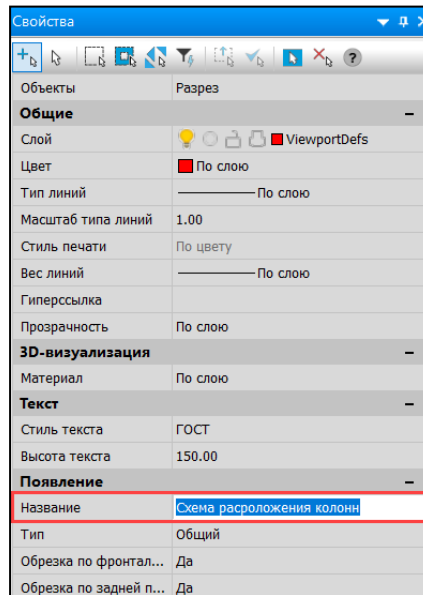 Свойства
Объекты Разрез
Общие
Слой ViewportDefs
Цвет По слою
Тип линий По слою
Масштаб типа линий 1.00
Стиль печати По цвету
Вес линий По слою
Гиперссылка
Прозрачность По слою
3D-визуализация
Материал По слою
Текст
Стиль текста ГОСТ
Высота текста 150.00
Появление
Название Схема расроложения колонн
Тип Общий
Обрезка по фронтал... Да
Обрезка по задней п... Да